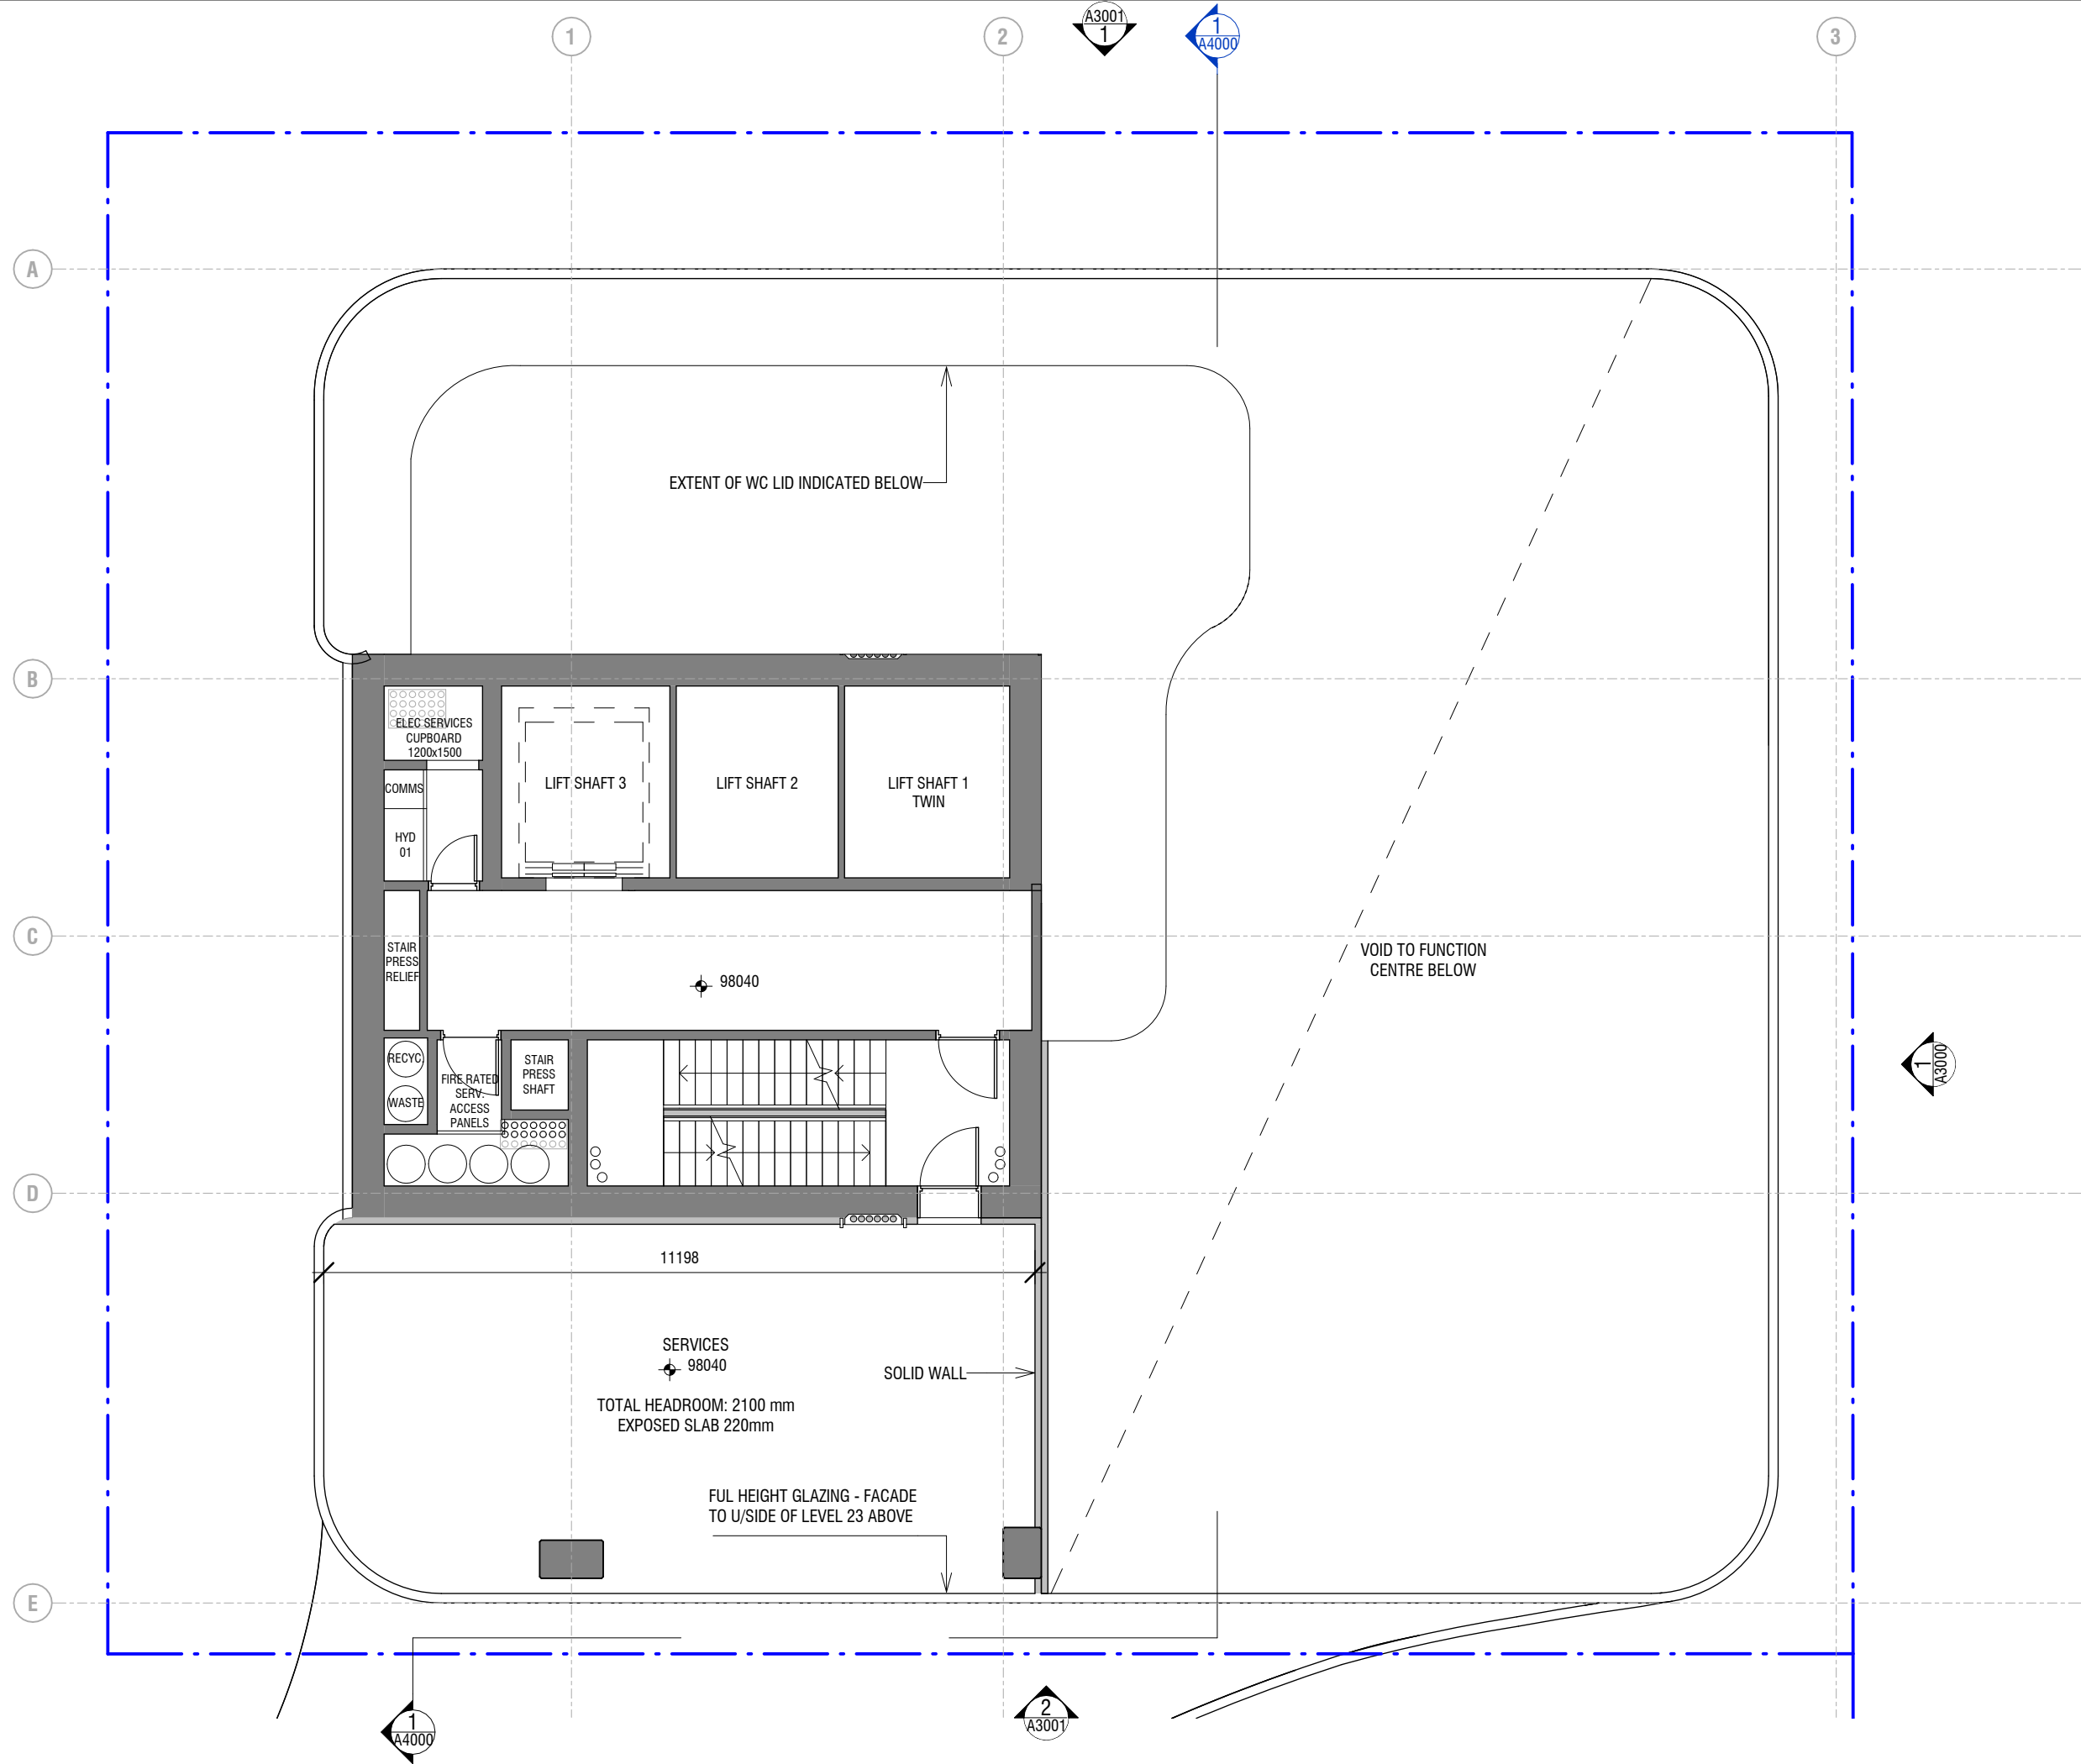 A3001
1
1
A4000
1
2
3
A
EXTENT OF WC LID INDICATED BELOW
B
ELEC SERVICES
CUPBOARD
1200x1500
COMMS
HYD
01
LIFT SHAFT 3
LIFT SHAFT 2
LIFT SHAFT 1
TWIN
C
STAIR
PRESS
RELIEF
98040
VOID TO FUNCTION
CENTRE BELOW
RECYC.
WASTE
FIRE RATED
SERV.
ACCESS
PANELS
STAIR
PRESS
SHAFT
1
A3000
D
11198
SERVICES
98040
SOLID WALL
TOTAL HEADROOM: 2100 mm
EXPOSED SLAB 220mm
FUL HEIGHT GLAZING - FACADE
TO U/SIDE OF LEVEL 23 ABOVE
E
1
A4000
2
A3001